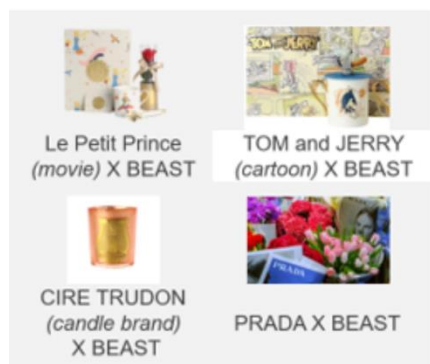 TOM and JERRY
Le Petit Prince
(movie) X BEAST
TOM and JERRY
(cartoon) X BEAST
PRADA
CIRE TRUDON
(candle brand)
X BEAST
PRADA X BEAST